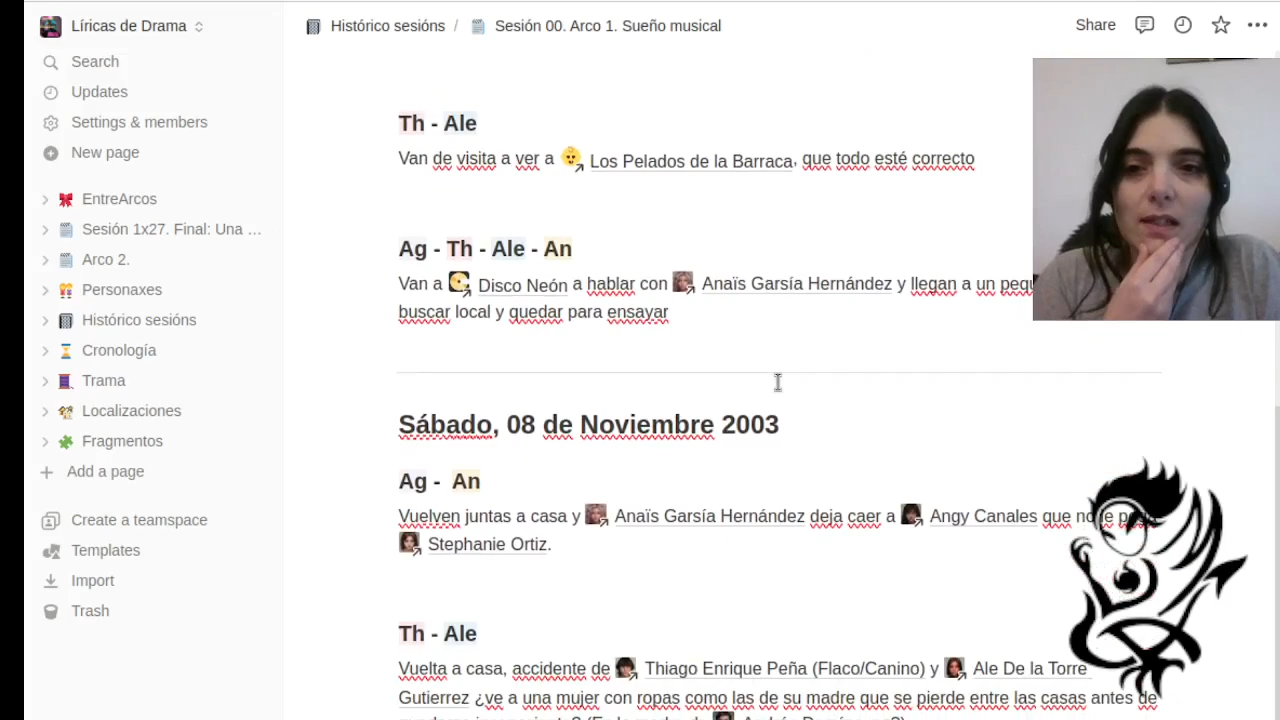 Líricas de Drama
Histórico sesións / Sesión 00. Arco 1. Sueño musical
Share
Search
Updates
Settings & members
New page
EntreArcos
Sesión 1x27. Final: Una ...
Arco 2.
Personaxes
Histórico sesións
Cronología
Trama
Localizaciones
Fragmentos
Add a page
Create a teamspace
Templates
Import
Trash
Th - Ale
Van de visita a ver a Los Pelados de la Barraca, que todo esté correcto
Ag - Th - Ale - An
Van a Disco Neón a hablar con Anaïs Garsía Hernández y llegan a un
buscar local y quedar para ensayar
Sábado, 08 de Noviembre 2003
Ag - An
Vuelven juntas a casa y Anaïs Garsía Hernández deja caer a Angy Canales que no le
Stephanie Ortiz.
Th - Ale
Vuelta a casa, accidente de Thiago Enrique Peña (Flaco/Canino) y Ale De la Torre
Gutierrez ¿ve a una mujer con ropas como las de su madre que se pierde entre las casas antes de